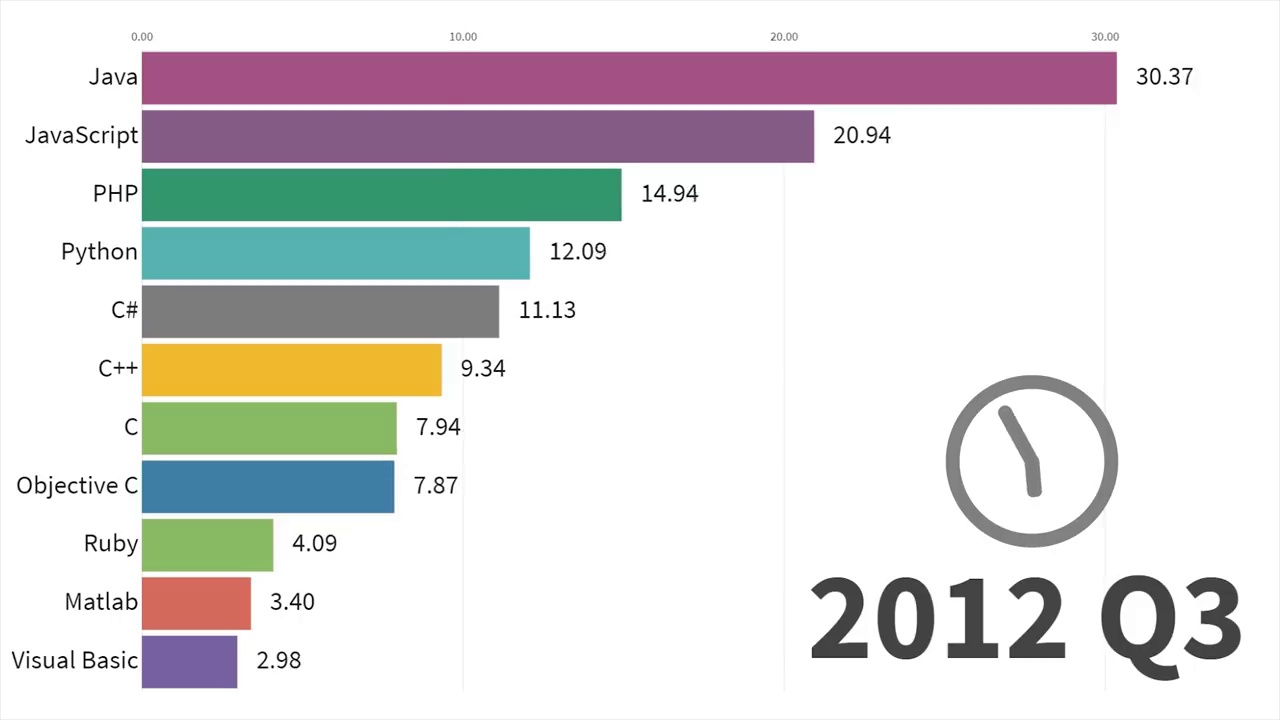 0.00 10.00 20.00 30.00
Java 30.37
JavaScript 20.94
PHP 14.94
Python 12.09
C# 11.13
C++ 9.34
C 7.94
Objective C 7.87
Ruby 4.09
Matlab 3.40
Visual Basic 2.98
2012 Q3